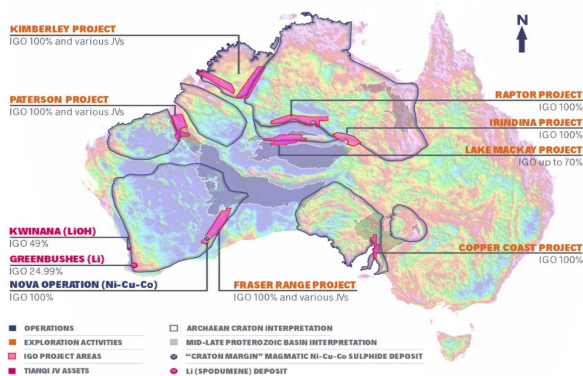 KIMBERLEY PROJECT
IGO 100% and various JVs
N
PATERSON PROJECT
IGO 100% and various JVs
RAPTOR PROJECT
IGO 100%
IRINDINA PROJECT
IGO 100%
LAKE MACKAY PROJECT
IGO up to 70%
KWINANA (LiOH)
IGO 49%
GREENBUSHES (Li)
IGO 24.99%
NOVA OPERATION (Ni-Cu-Co)
IGO 100%
FRASER RANGE PROJECT
IGO 100% and various JVs
COPPER COAST PROJECT
IGO 100%
OPERATIONS
EXPLORATION ACTIVITIES
IGO PROJECT AREAS
TIANQI JV ASSETS
ARCHAEAN CRATON INTERPRETATION
MID-LATE PROTEROZOIC BASIN INTERPRETATION
“CRATON MARGIN” MAGMATIC Ni-Cu-Co SULPHIDE DEPOSIT
Li (SPODUMENE) DEPOSIT